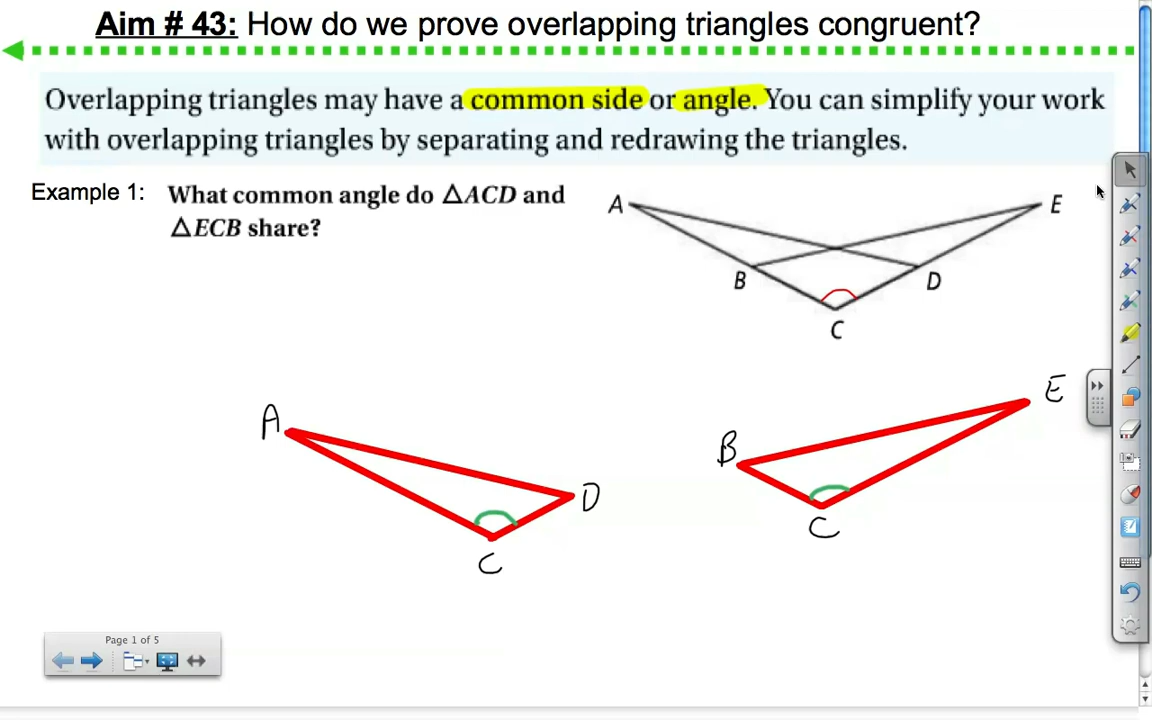 Aim # 43: How do we prove overlapping triangles congruent?
Overlapping triangles may have a common side or angle. You can simplify your work
with overlapping triangles by separating and redrawing the triangles.
Example 1: What common angle do △ACD and
△ECB share?
A
E
B
D
C
A
D
C
B
E
C
Page 1 of 5